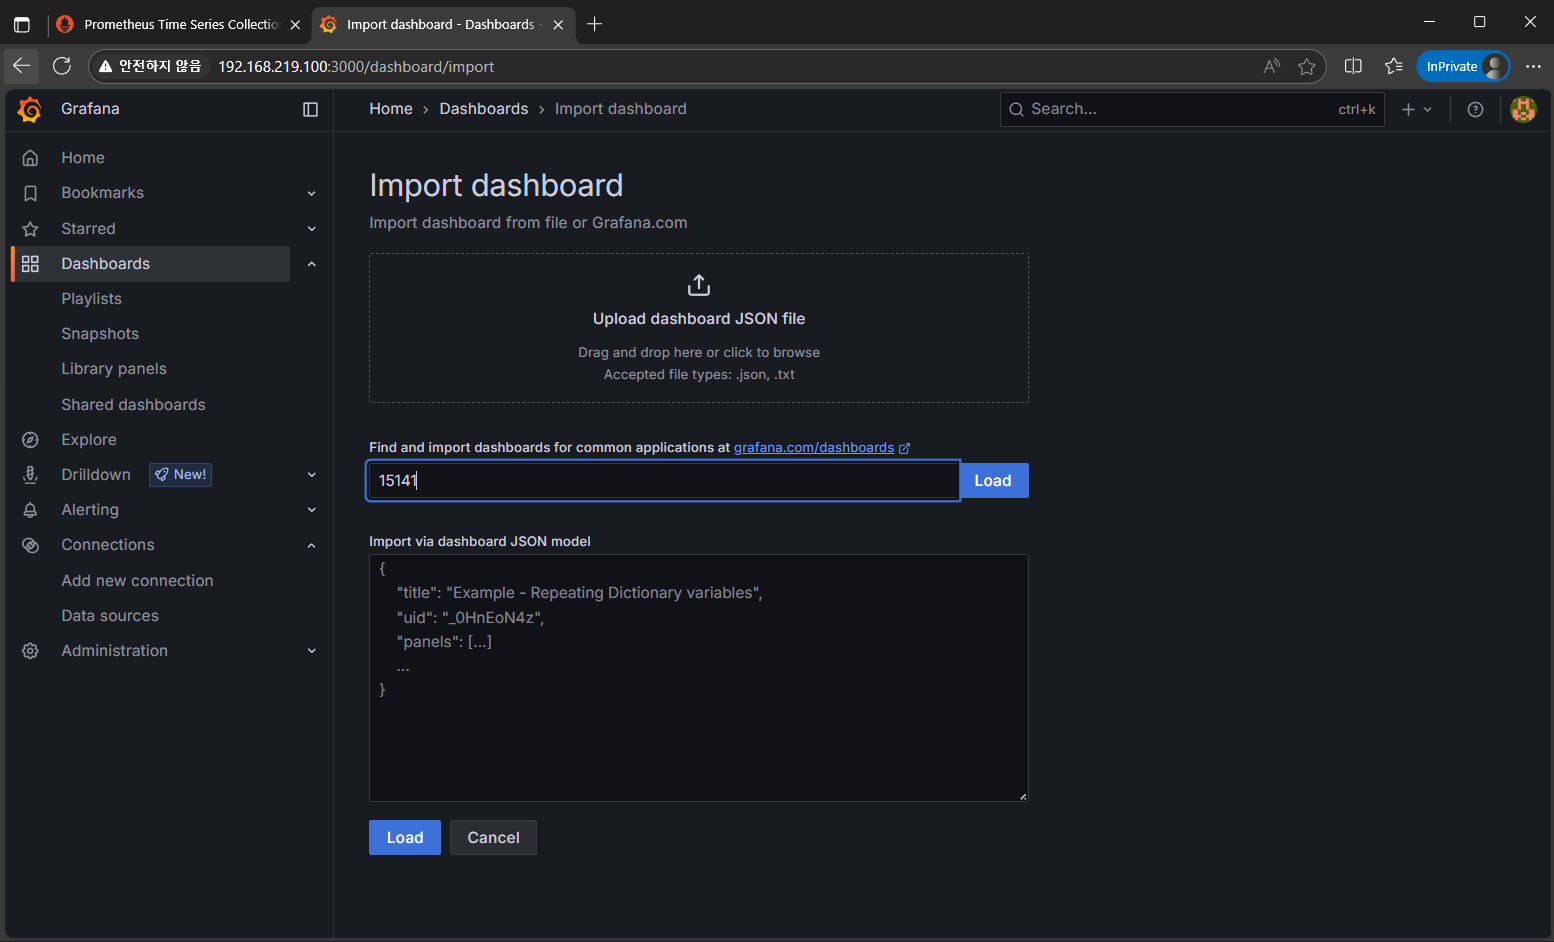 Prometheus Time Series Collectio
Import dashboard - Dashboards -
안전하지 않음
192.168.219.100:3000/dashboard/import
InPrivate
Grafana
Home › Dashboards › Import dashboard
Search...
ctrl+k
Home
Bookmarks
Starred
Dashboards
Playlists
Snapshots
Library panels
Shared dashboards
Explore
Drilldown
New!
Alerting
Connections
Add new connection
Data sources
Administration
Import dashboard
Import dashboard from file or Grafana.com
Upload dashboard JSON file
Drag and drop here or click to browse
Accepted file types: .json, .txt
Find and import dashboards for common applications at grafana.com/dashboards
15141
Load
Import via dashboard JSON model
{
"title": "Example - Repeating Dictionary variables",
"uid": "_0HnEoN4z",
"panels": [...]
...
}
Load
Cancel